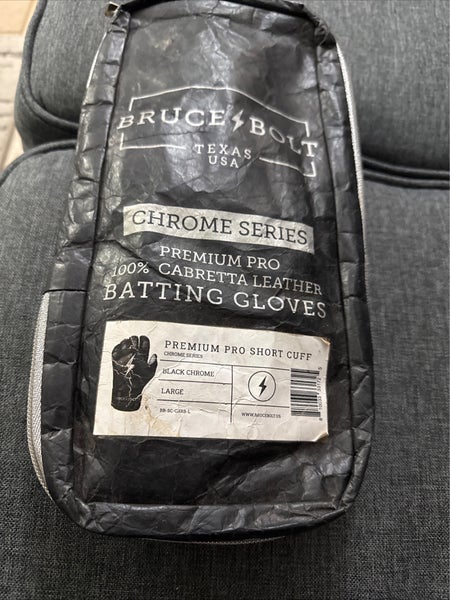 BRUCE BOLT
TEXAS
USA
CHROME SERIES
PREMIUM PRO
100% CABRETTA LEATHER
BATTING GLOVES
PREMIUM PRO SHORT CUFF
CHROME SERIES
BLACK CHROME
LARGE
WWW.BRUCEBOLT.US